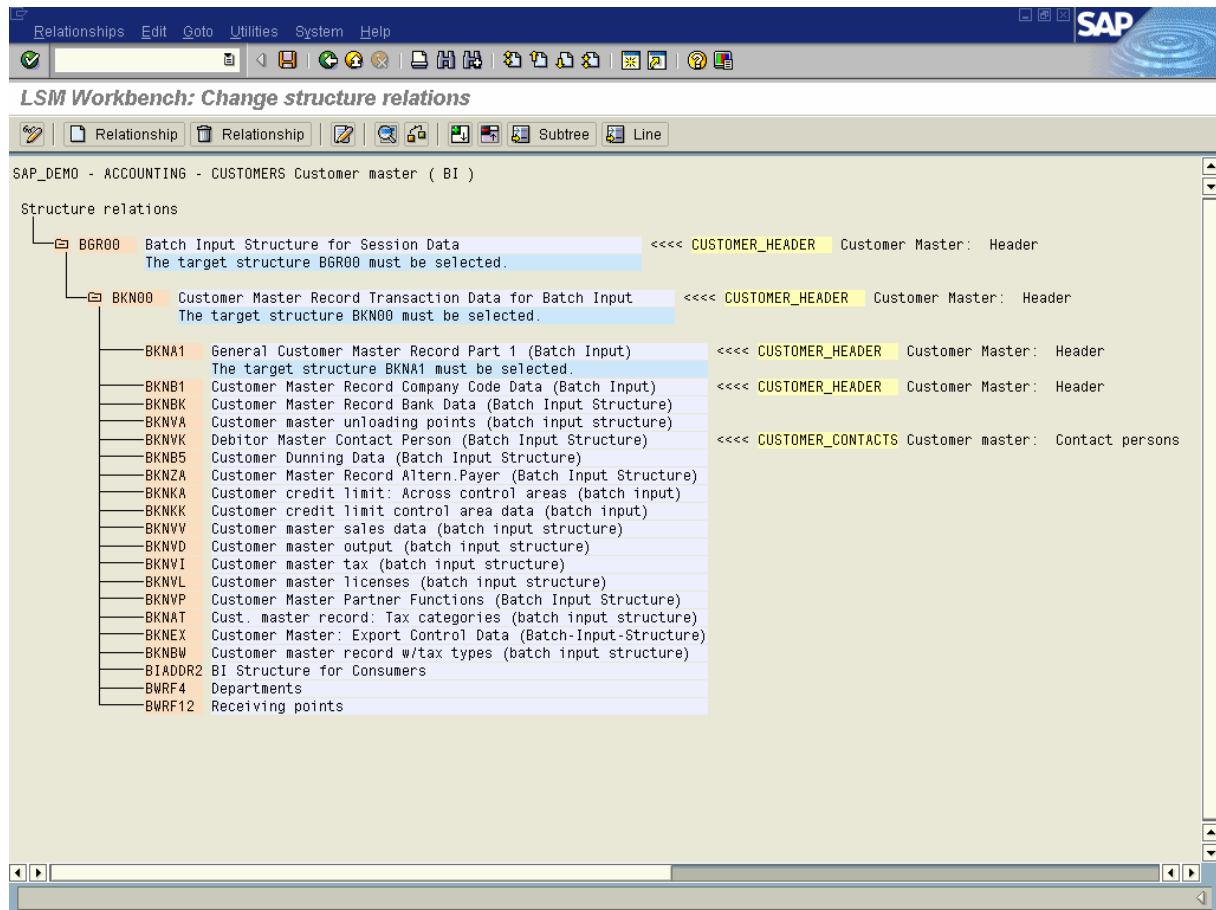 Relationships Edit Goto Utilities System Help
SAP
LSM Workbench: Change structure relations
Relationship Relationship Subtree Line
SAP_DEMO - ACCOUNTING - CUSTOMERS Customer master ( BI )
Structure relations
BGR00 Batch Input Structure for Session Data <<<< CUSTOMER_HEADER Customer Master: Header
The target structure BGR00 must be selected.
BKN00 Customer Master Record Transaction Data for Batch Input <<<< CUSTOMER_HEADER Customer Master: Header
The target structure BKN00 must be selected.
BKNA1 General Customer Master Record Part 1 (Batch Input) <<<< CUSTOMER_HEADER Customer Master: Header
The target structure BKNA1 must be selected.
BKNB1 Customer Master Record Company Code Data (Batch Input) <<<< CUSTOMER_HEADER Customer Master: Header
BKNBK Customer Master Record Bank Data (Batch Input Structure)
BKNVA Customer master unloading points (batch input structure)
BKNVK Debitor Master Contact Person (Batch Input Structure) <<<< CUSTOMER_CONTACTS Customer master: Contact persons
BKNB5 Customer Dunning Data (Batch Input Structure)
BKNZA Customer Master Record Altern.Payer (Batch Input Structure)
BKNKA Customer credit limit: Across control areas (batch input)
BKNKK Customer credit limit control area data (batch input)
BKNVV Customer master sales data (batch input structure)
BKNVD Customer master output (batch input structure)
BKNVI Customer master tax (batch input structure)
BKNVL Customer master licenses (batch input structure)
BKNVP Customer Master Partner Functions (Batch Input Structure)
BKNAT Cust. master record: Tax categories (batch input structure)
BKNEX Customer Master: Export Control Data (Batch-Input-Structure)
BKNBW Customer master record w/tax types (batch input structure)
BIADDR2 BI Structure for Consumers
BWRF4 Departments
BWRF12 Receiving points